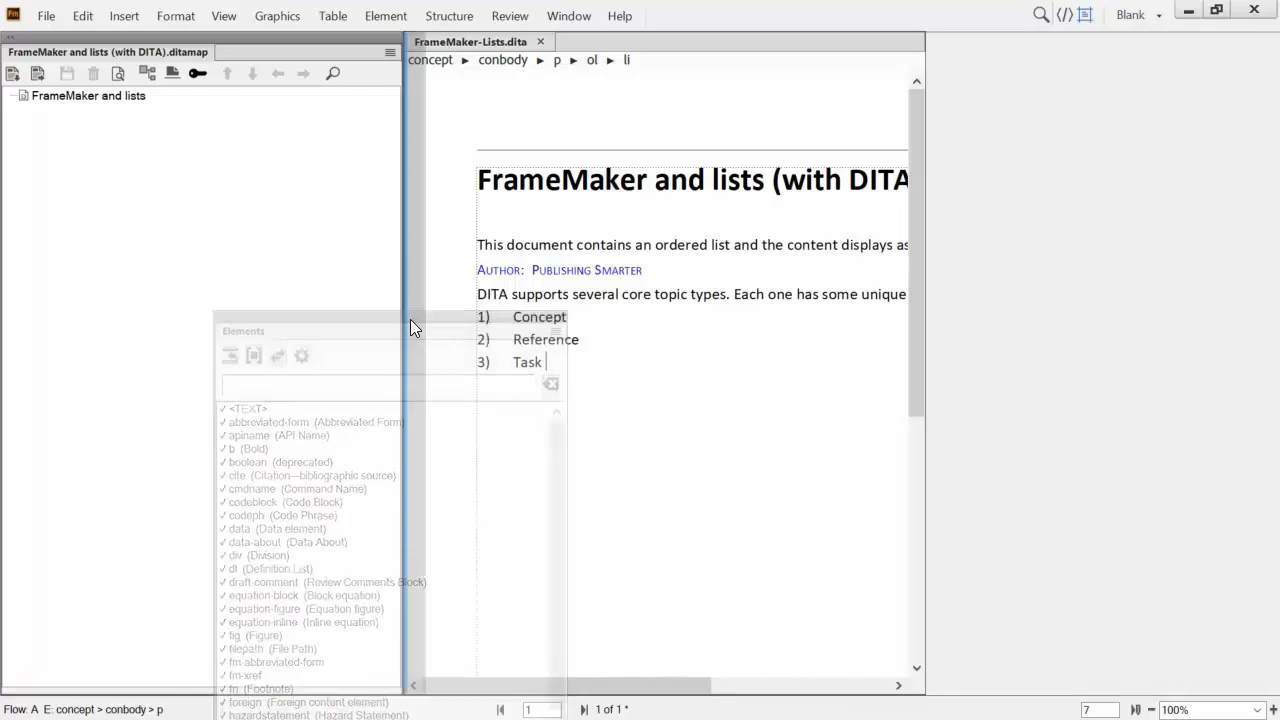 Fm File Edit Insert Format View Graphics Table Element Structure Review Window Help Blank
FrameMaker and lists (with DITA).ditamap
FrameMaker and lists
FrameMaker-Lists.dita
concept ▸ conbody ▸ p ▸ ol ▸ li
FrameMaker and lists (with DITA
This document contains an ordered list and the content displays as
Author: Publishing Smarter
DITA supports several core topic types. Each one has some unique
1) Concept
2) Reference
3) Task
Elements
<TEXT>
abbreviated-form (Abbreviated Form)
apiname (API Name)
b (Bold)
boolean (deprecated)
cite (Citation—bibliographic source)
cmdname (Command Name)
codeblock (Code Block)
codeph (Code Phrase)
data (Data element)
data-about (Data About)
div (Division)
dl (Definition List)
draft-comment (Review Comments Block)
equation-block (Block equation)
equation-figure (Equation figure)
equation-inline (Inline equation)
fig (Figure)
filepath (File Path)
fm-abbreviated-form
fm-xref
fn (Footnote)
foreign (Foreign content element)
hazardstatement (Hazard Statement)
Flow: A E: concept > conbody > p
1
1 of 1 *
7
100%